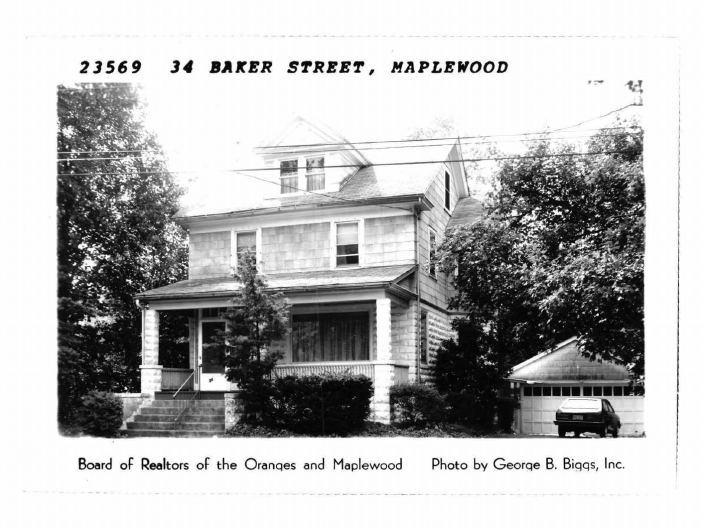 23569 34 BAKER STREET, MAPLEWOOD
Board of Realtors of the Oranges and Maplewood Photo by George B. Biggs, Inc.